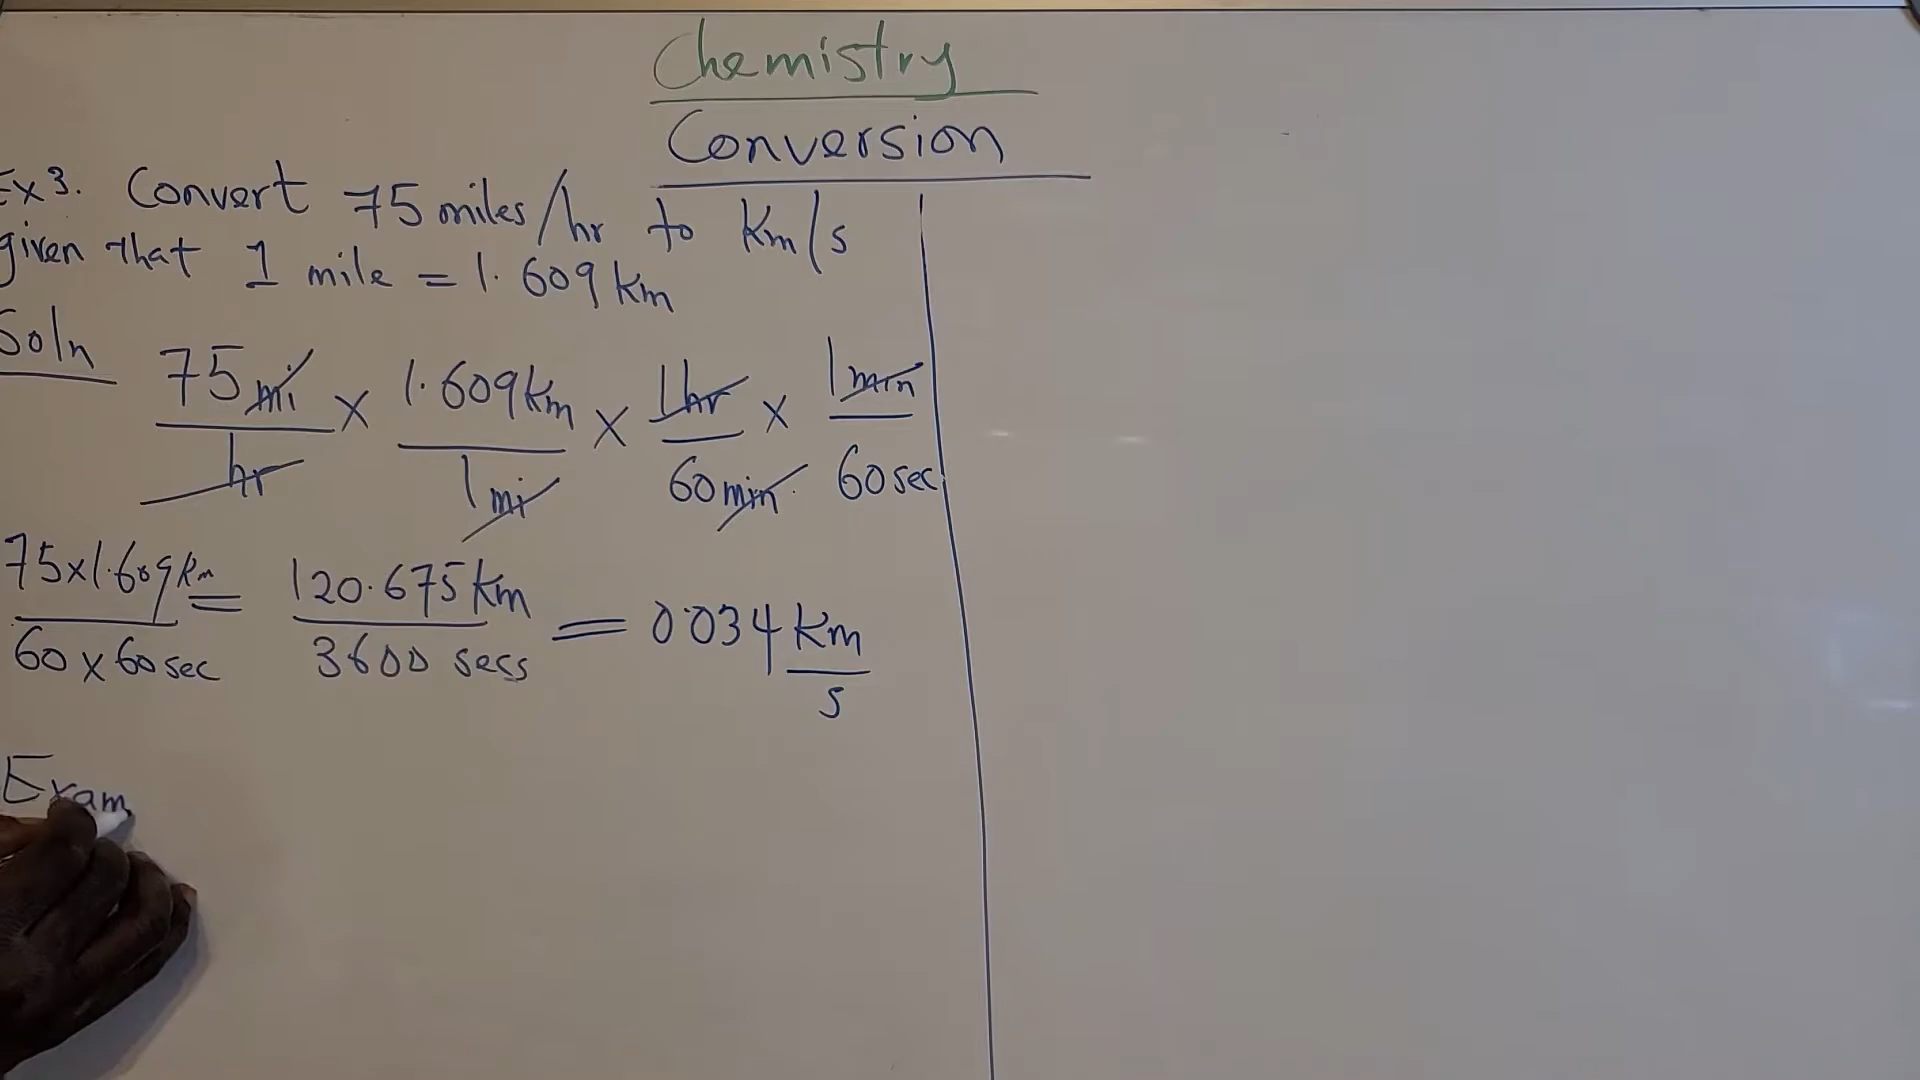 Chemistry
Conversion
Ex3. Convert 75 miles/hr to Km/s
given that 1 mile = 1.609 km
Soln
75 mi/hr × 1.609 km/1 mi × 1 hr/60 min. × 1 min/60 sec
75×1.609 km/60×60 sec = 120.675 km/3600 secs = 0.034 km/s
Exam